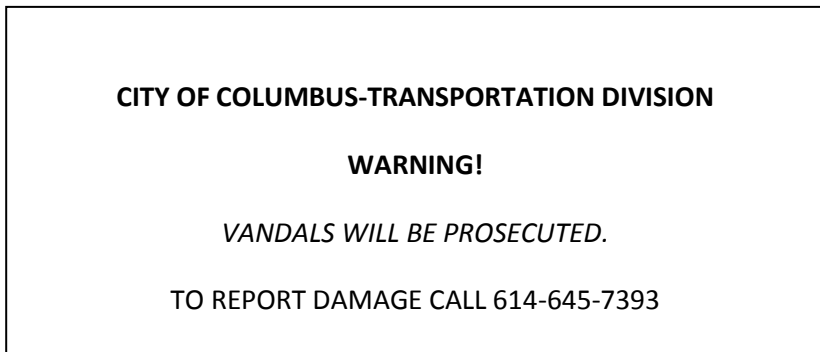 CITY OF COLUMBUS-TRANSPORTATION DIVISION
WARNING!
VANDALS WILL BE PROSECUTED.
TO REPORT DAMAGE CALL 614-645-7393